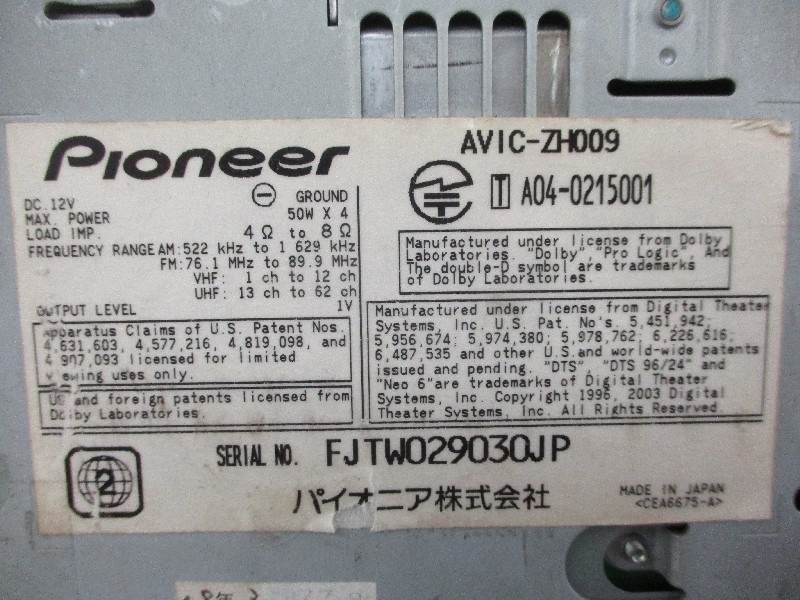 Pioneer
DC.12V ⊖ GROUND
MAX. POWER 50W X 4
LOAD IMP. 4 Ω to 8Ω
FREQUENCY RANGE AM:522 kHz to 1 629 kHz
FM:76.1 MHz to 89.9 MHz
VHF: 1 ch to 12 ch
UHF: 13 ch to 62 ch
OUTPUT LEVEL 1V
Apparatus Claims of U.S. Patent Nos.
4,631,603, 4,577,216, 4,819,098, and
4,907,093 licensed for limited
viewing uses only.
US and foreign patents licensed from
Dolby Laboratories.
AVIC-ZH009
T A04-0215001
Manufactured under license from Dolby
Laboratories. "Dolby","Pro Logic", And
The double-D symbol are trademarks
of Dolby Laboratories.
Manufactured under license from Digital Theater
Systems, Inc. U.S. Pat. No's. 5,451,942;
5,956,674; 5,974,380; 5,978,762; 6,226,616;
6,487,535 and other U.S.and world-wide patents
issued and pending. "DTS", "DTS 96/24" and
"Neo 6"are trademarks of Digital Theater
Systems, Inc. Copyright 1996, 2003 Digital
Theater Systems, Inc. All Rights Reserved.
SERIAL NO. FJTW029030JP
2
パイオニア株式会社
MADE IN JAPAN
<CEA6675-A>